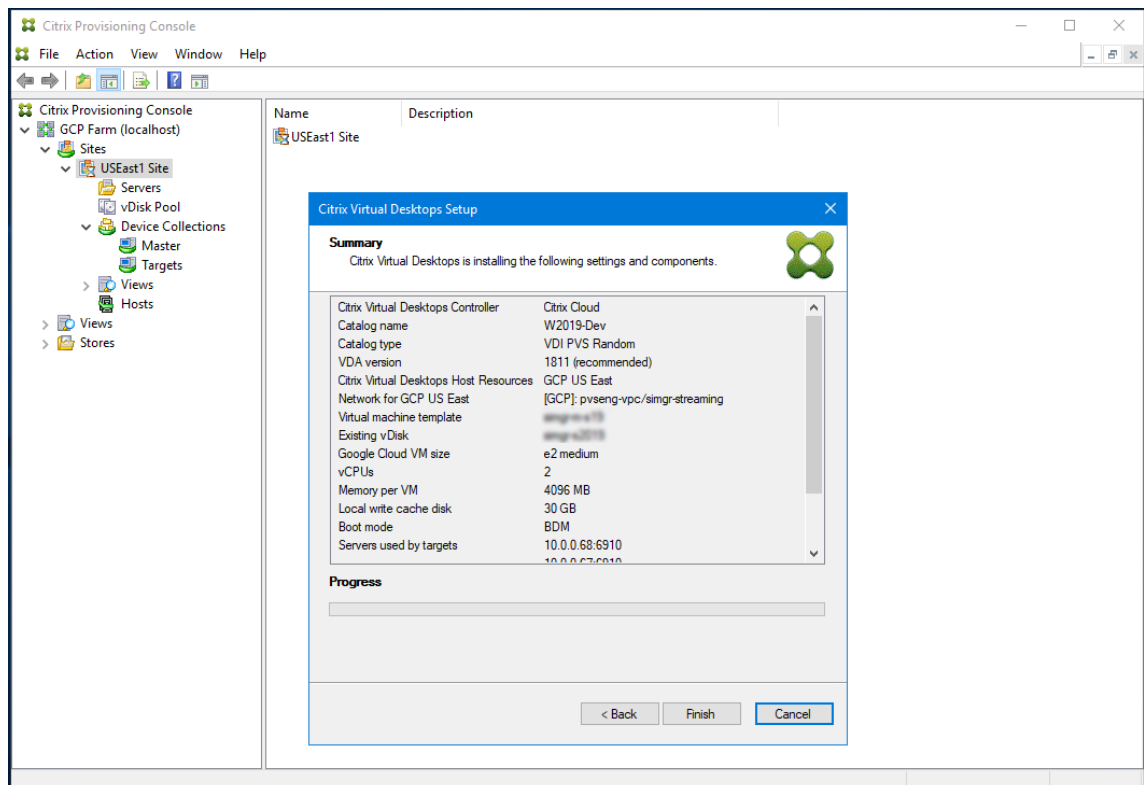 Citrix Provisioning Console
File Action View Window Help
Citrix Provisioning Console
GCP Farm (localhost)
Sites
USEast1 Site
Servers
vDisk Pool
Device Collections
Master
Targets
Views
Hosts
Views
Stores
Name Description
USEast1 Site
Citrix Virtual Desktops Setup
Summary
Citrix Virtual Desktops is installing the following settings and components.
Citrix Virtual Desktops Controller Citrix Cloud
Catalog name W2019-Dev
Catalog type VDI PVS Random
VDA version 1811 (recommended)
Citrix Virtual Desktops Host Resources GCP US East
Network for GCP US East [GCP]: pvseng-vpc/simgr-streaming
Virtual machine template
Existing vDisk
Google Cloud VM size e2 medium
vCPUs 2
Memory per VM 4096 MB
Local write cache disk 30 GB
Boot mode BDM
Servers used by targets 10.0.0.68:6910
10.0.0.67:6910
Progress
< Back Finish Cancel